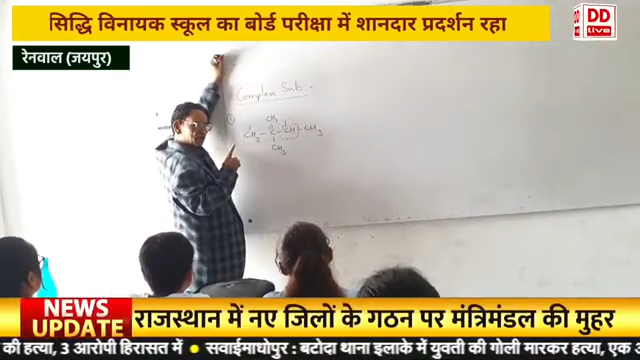 सिद्धि विनायक स्कूल का बोर्ड परीक्षा में शानदार प्रदर्शन रहा
DD
live
रेनवाल (जयपुर)
Complex Sub.
CH3
CH3-C-CH-CH3
CH3
NEWS
UPDATE
राजस्थान में नए जिलों के गठन पर मंत्रिमंडल की मुहर
की हत्या, 3 आरोपी हिरासत में • सवाईमाधोपुर : बटोदा थाना इलाके में युवती की गोली मारकर हत्या, एक